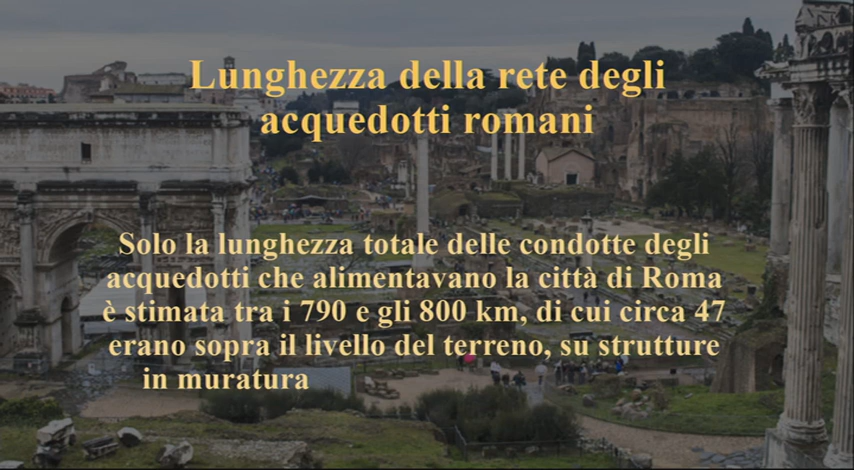 Lunghezza della rete degli
acquedotti romani
Solo la lunghezza totale delle condotte degli
acquedotti che alimentavano la città di Roma
è stimata tra i 790 e gli 800 km, di cui circa 47
erano sopra il livello del terreno, su strutture
in muratura